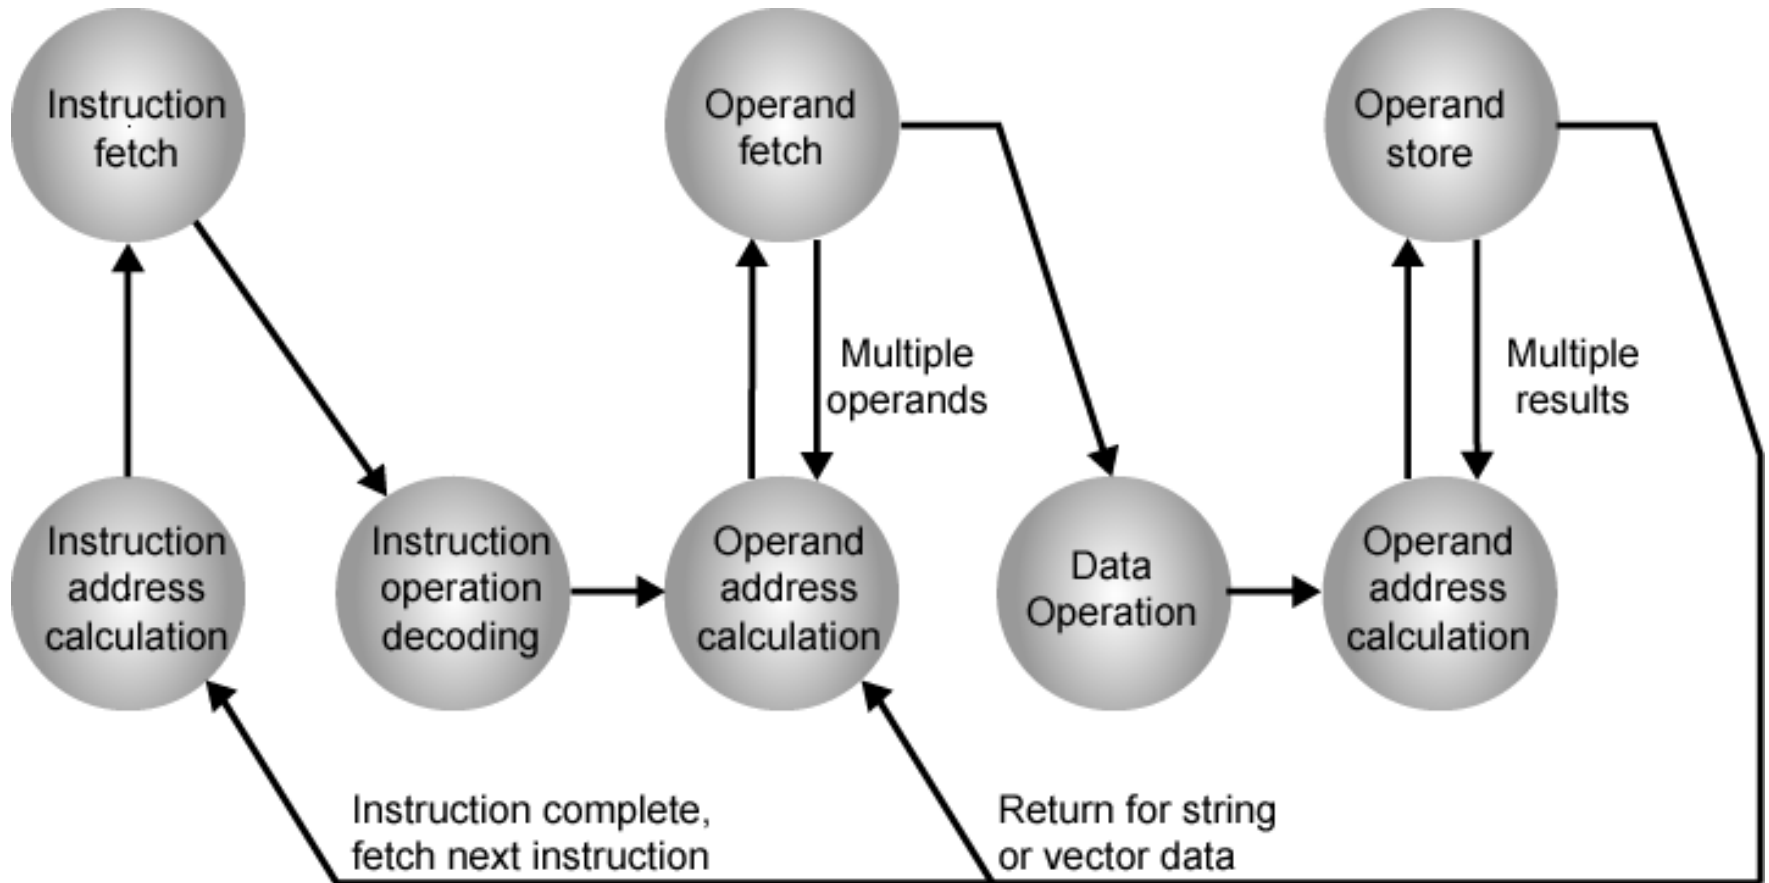 Instruction
fetch
Operand
fetch
Operand
store
Multiple
operands
Multiple
results
Instruction
address
calculation
Instruction
operation
decoding
Operand
address
calculation
Data
Operation
Operand
address
calculation
Instruction complete,
fetch next instruction
Return for string
or vector data